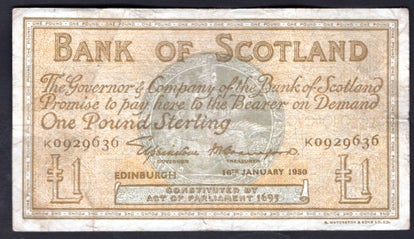 BANK OF SCOTLAND
The Governor & Company of the Bank of Scotland
Promise to pay here to the Bearer on Demand
One Pound Sterling
K0929636 K0929636
GOVERNOR TREASURER
EDINBURGH 16TH JANUARY 1950
£1 CONSTITUTED BY £1
ACT OF PARLIAMENT 1695